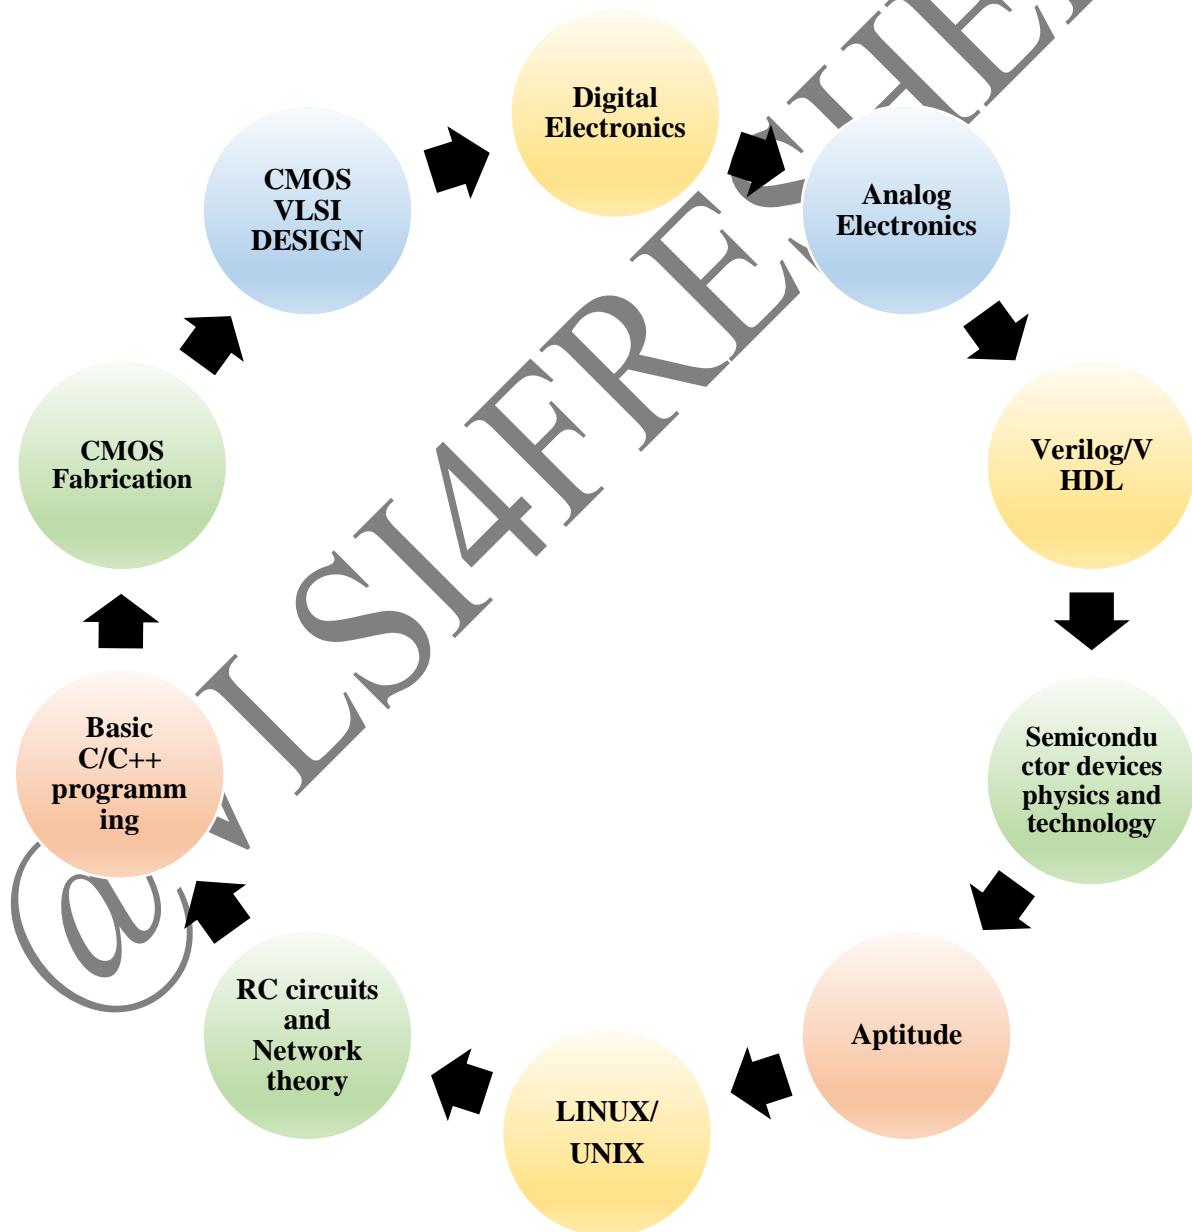 Digital
Electronics
Analog
Electronics
Verilog/V
HDL
Semicondu
ctor devices
physics and
technology
Aptitude
LINUX/
UNIX
RC circuits
and
Network
theory
Basic
C/C++
programm
ing
CMOS
Fabrication
CMOS
VLSI
DESIGN
@VLSI4FRESHE